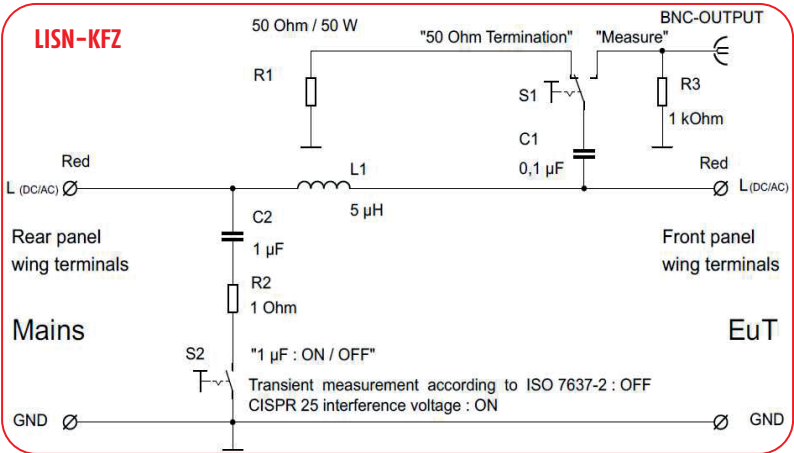 LISN-KFZ
50 Ohm / 50 W
BNC-OUTPUT
"50 Ohm Termination"
"Measure"
R1
S1
R3
1 kOhm
C1
0,1 µF
Red
L (DC/AC)
L1
5 µH
Red
L (DC/AC)
Rear panel
wing terminals
C2
1 µF
Front panel
wing terminals
R2
1 Ohm
Mains
EuT
S2
"1 µF : ON / OFF"
Transient measurement according to ISO 7637-2 : OFF
CISPR 25 interference voltage : ON
GND
GND